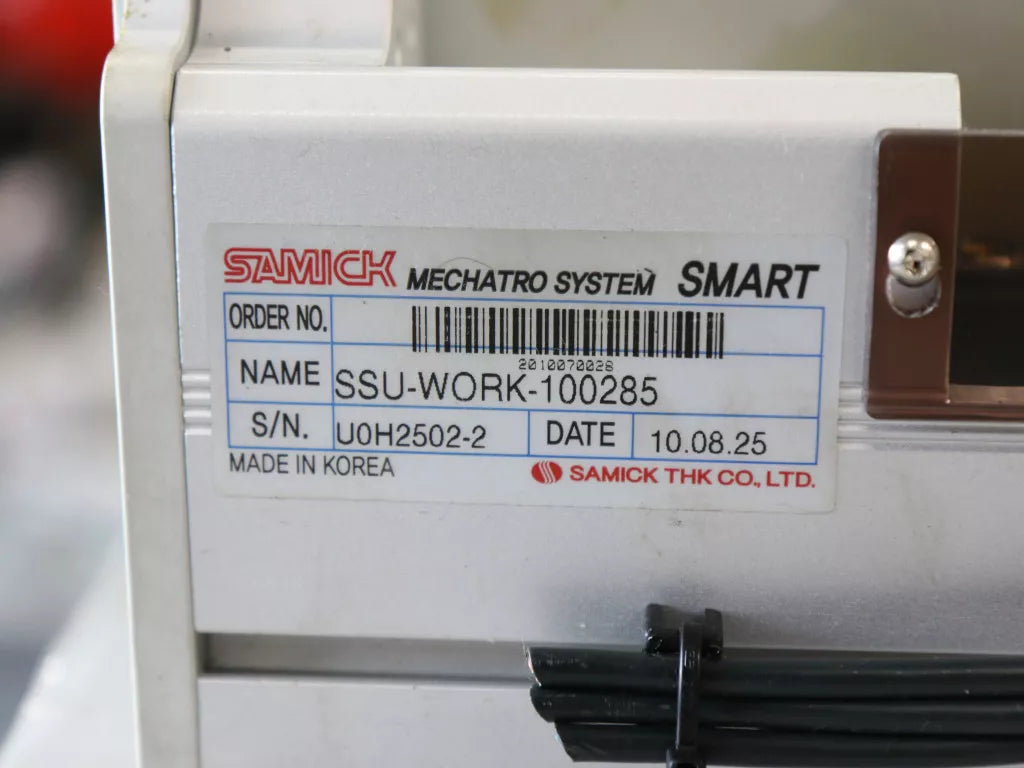 SAMICK MECHATRO SYSTEM SMART
ORDER NO.
2010070028
NAME SSU-WORK-100285
S/N. U0H2502-2 DATE 10.08.25
MADE IN KOREA SAMICK THK CO., LTD.